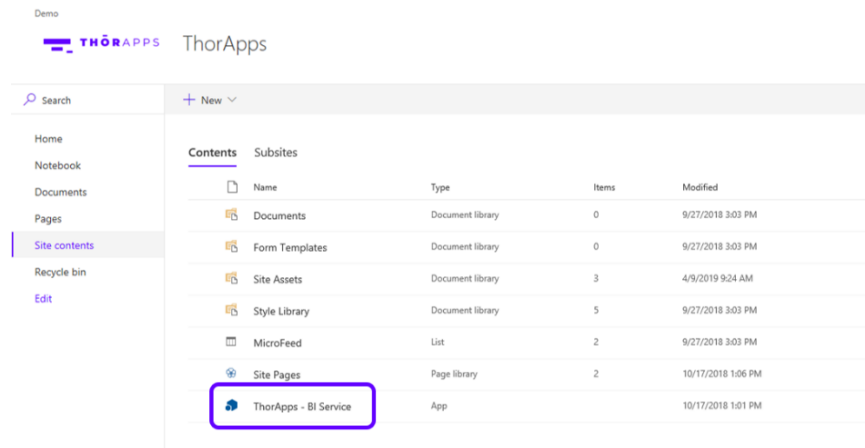 Demo
THŌRAPPS ThorApps
Search
New
Home
Notebook
Documents
Pages
Site contents
Recycle bin
Edit
Contents Subsites
Name Type Items Modified
Documents Document library 0 9/27/2018 3:03 PM
Form Templates Document library 0 9/27/2018 3:03 PM
Site Assets Document library 3 4/9/2019 9:24 AM
Style Library Document library 5 9/27/2018 3:03 PM
MicroFeed List 2 9/27/2018 3:03 PM
Site Pages Page library 2 10/17/2018 1:06 PM
ThorApps - BI Service App 10/17/2018 1:01 PM